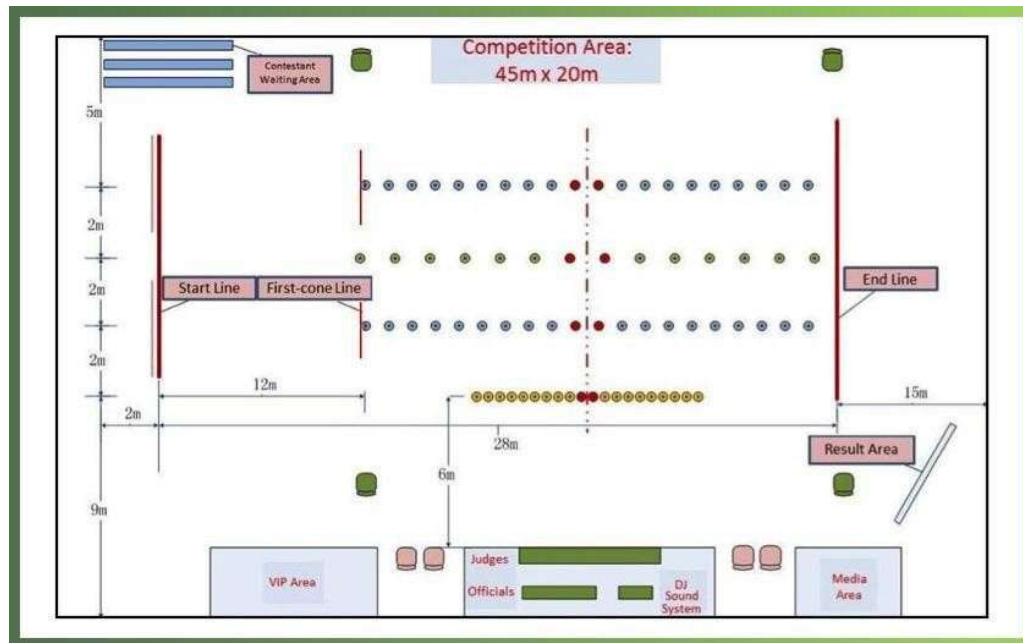 Competition Area:
45m x 20m
Contestant
Waiting Area
5m
2m
2m
2m
Start Line
First-cone Line
End Line
12m
2m
28m
15m
6m
9m
Result Area
VIP Area
Judges
Officials
DJ
Sound
System
Media
Area